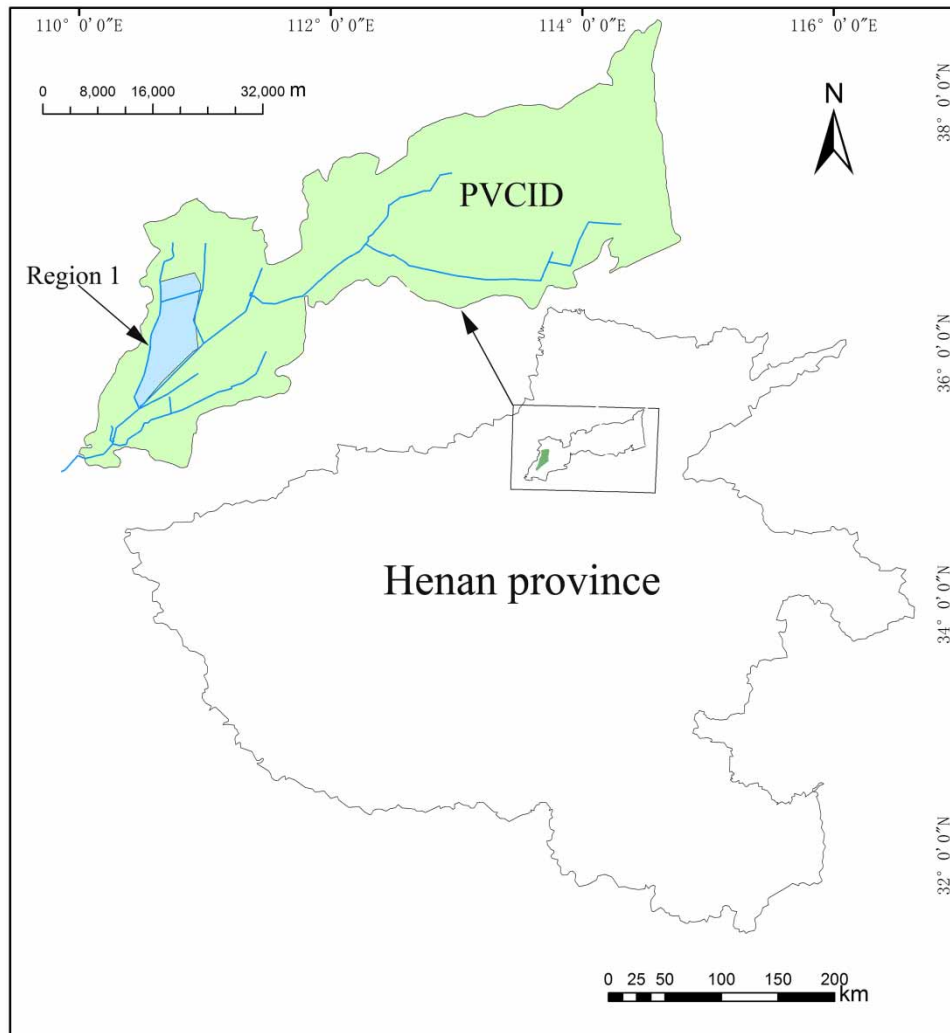 110° 0′0″E
112° 0′0″E
114° 0′0″E
116° 0′0″E
0 8,000 16,000 32,000 m
N
38° 0′0″N
PVCID
Region 1
36° 0′0″N
Henan province
34° 0′0″N
32° 0′0″N
0 25 50 100 150 200
km